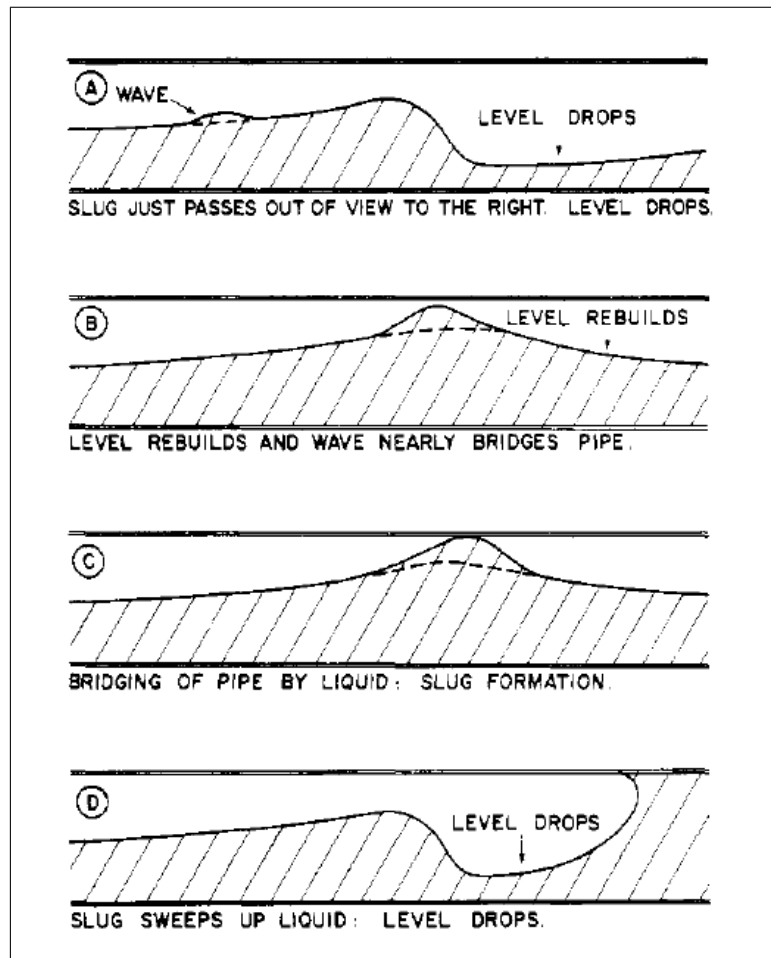 A
WAVE
LEVEL DROPS
SLUG JUST PASSES OUT OF VIEW TO THE RIGHT. LEVEL DROPS.
B
LEVEL REBUILDS
LEVEL REBUILDS AND WAVE NEARLY BRIDGES PIPE.
C
BRIDGING OF PIPE BY LIQUID: SLUG FORMATION.
D
LEVEL DROPS
SLUG SWEEPS UP LIQUID: LEVEL DROPS.